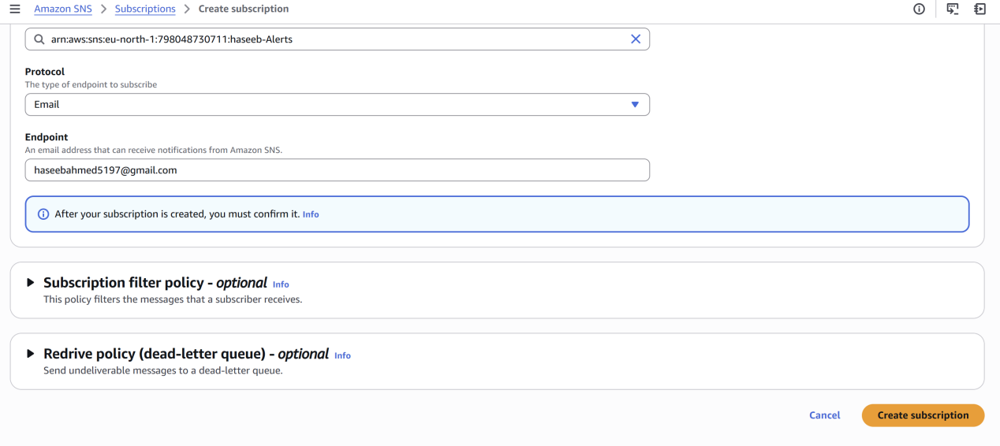 Amazon SNS > Subscriptions > Create subscription
arn:aws:sns:eu-north-1:798048730711:haseeb-Alerts
Protocol
The type of endpoint to subscribe
Email
Endpoint
An email address that can receive notifications from Amazon SNS.
haseebahmed5197@gmail.com
After your subscription is created, you must confirm it. Info
Subscription filter policy - optional Info
This policy filters the messages that a subscriber receives.
Redrive policy (dead-letter queue) - optional Info
Send undeliverable messages to a dead-letter queue.
Cancel Create subscription